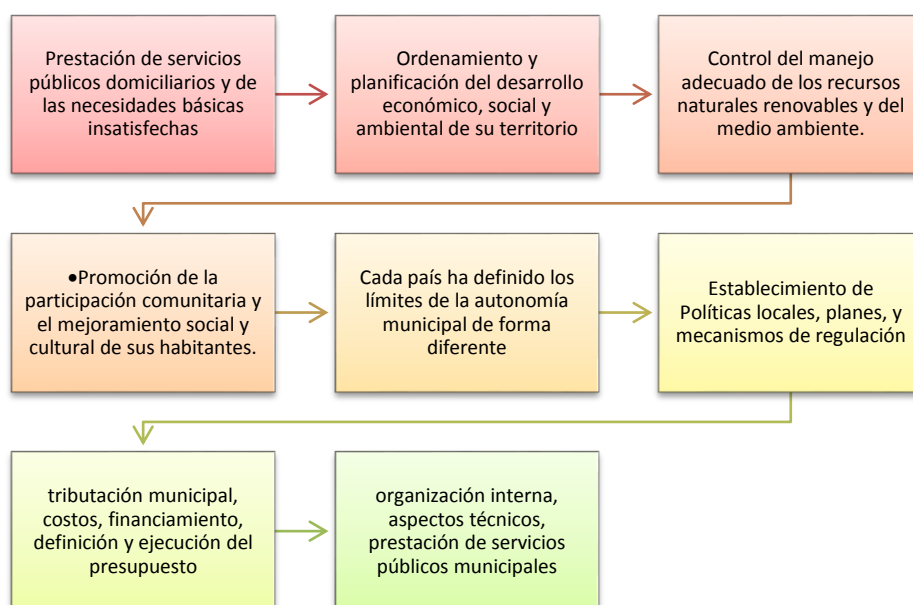 Prestación de servicios
públicos domiciliarios y de
las necesidades básicas
insatisfechas
Ordenamiento y
planificación del desarrollo
económico, social y
ambiental de su territorio
Control del manejo
adecuado de los recursos
naturales renovables y del
medio ambiente.
•Promoción de la
participación comunitaria y
el mejoramiento social y
cultural de sus habitantes.
Cada país ha definido los
límites de la autonomía
municipal de forma
diferente
Establecimiento de
Políticas locales, planes, y
mecanismos de regulación
tributación municipal,
costos, financiamiento,
definición y ejecución del
presupuesto
organización interna,
aspectos técnicos,
prestación de servicios
públicos municipales